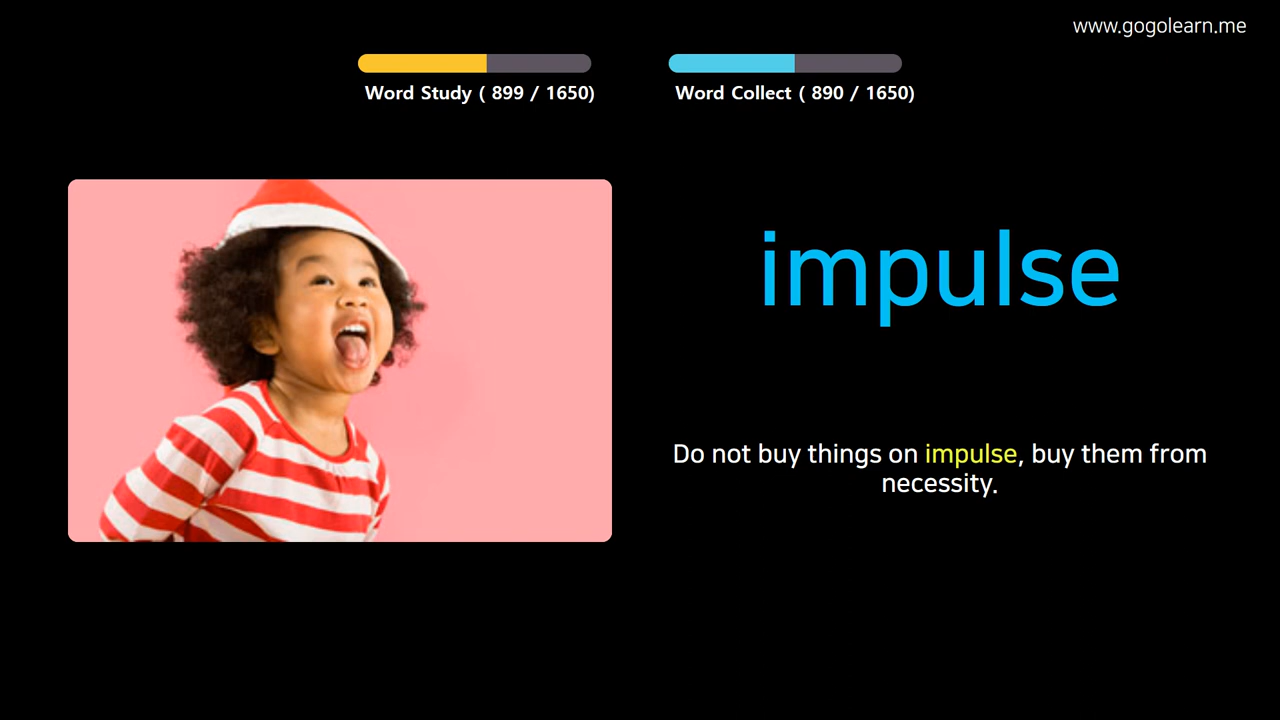 www.gogolearn.me
Word Study ( 899 / 1650)
Word Collect ( 890 / 1650)
impulse
Do not buy things on impulse, buy them from
necessity.